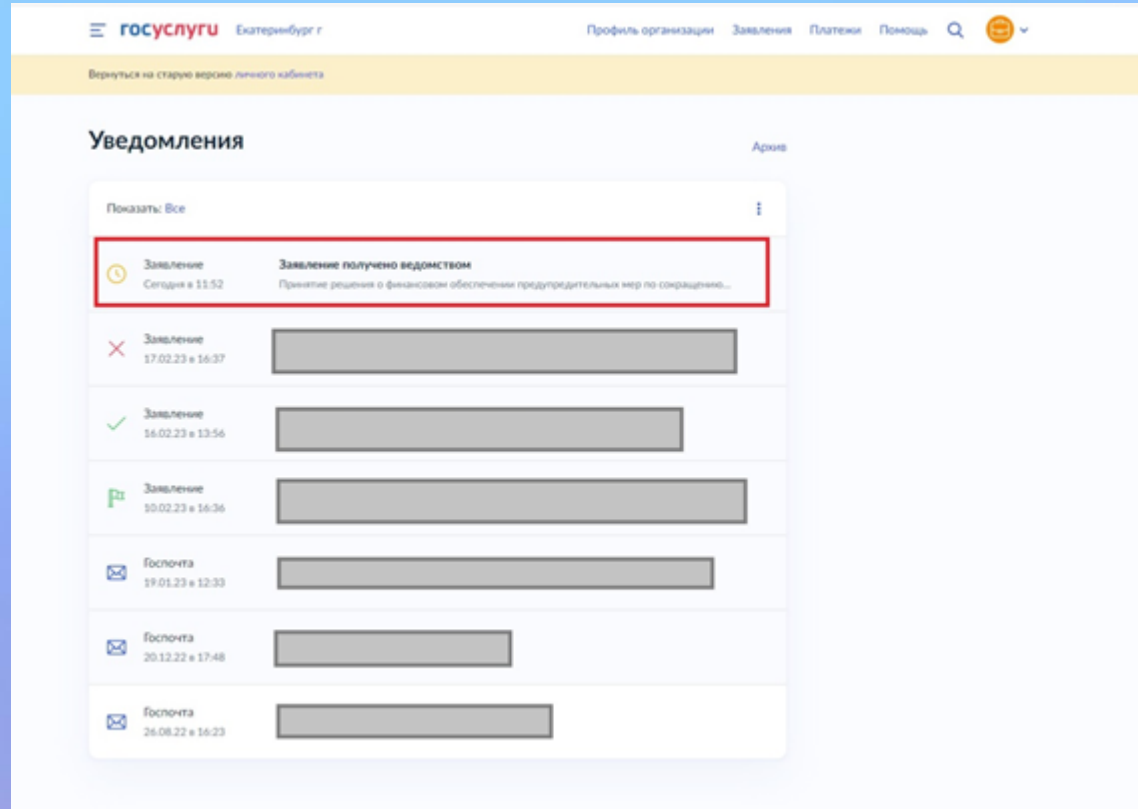 госуслуги Екатеринбург г Профиль организации Заявления Платежи Помощь
Вернуться на старую версию личного кабинета
Уведомления
Архив
Показать: Все
Заявление Заявление получено ведомством
Сегодня в 11:52 Принятие решения о финансовом обеспечении предупредительных мер по сокращению...
Заявление
17.02.23 в 16:37
Заявление
16.02.23 в 13:56
Заявление
10.02.23 в 16:36
Госпочта
19.01.23 в 12:33
Госпочта
20.12.22 в 17:48
Госпочта
26.08.22 в 16:23